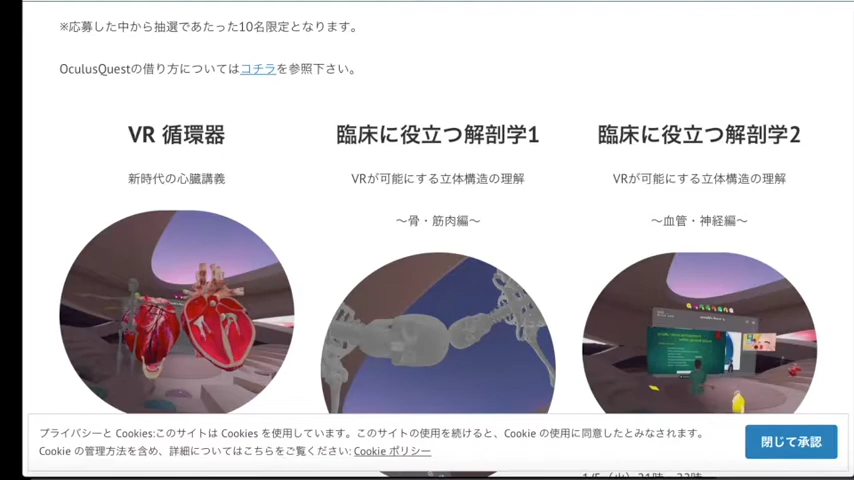 ※応募した中から抽選であたった10名限定となります。
OculusQuestの借り方についてはコチラを参照下さい。
VR 循環器
新時代の心臓講義
臨床に役立つ解剖学1
VRが可能にする立体構造の理解
〜骨・筋肉編〜
臨床に役立つ解剖学2
VRが可能にする立体構造の理解
〜血管・神経編〜
プライバシーと Cookies:このサイトは Cookies を使用しています。このサイトの使用を続けると、Cookie の使用に同意したとみなされます。
Cookie の管理方法を含め、詳細についてはこちらをご覧ください: Cookie ポリシー
閉じて承認